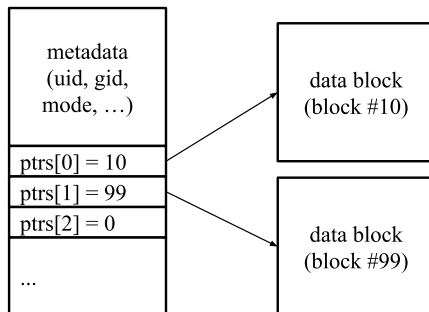 metadata
(uid, gid,
mode, …)
ptrs[0] = 10
ptrs[1] = 99
ptrs[2] = 0
...
data block
(block #10)
data block
(block #99)